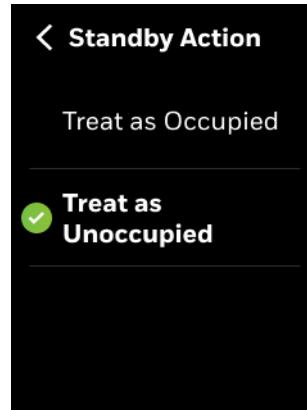 Standby Action
Treat as Occupied
Treat as
Unoccupied